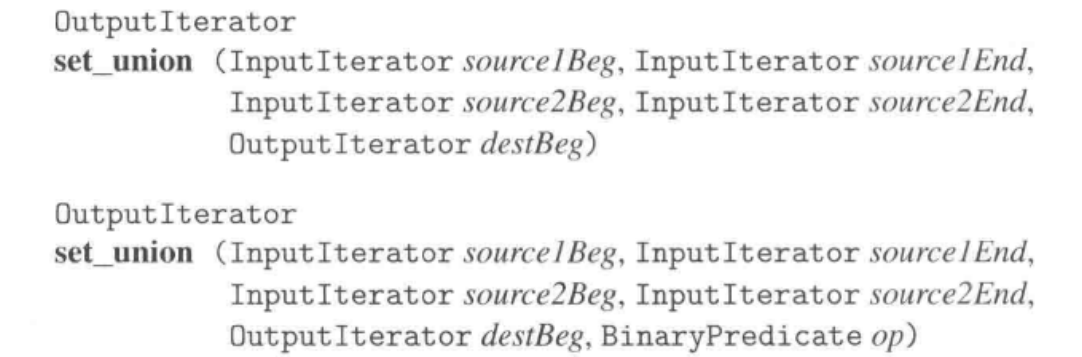 OutputIterator
set_union (InputIterator source1Beg, InputIterator source1End,
InputIterator source2Beg, InputIterator source2End,
OutputIterator destBeg)
OutputIterator
set_union (InputIterator source1Beg, InputIterator source1End,
InputIterator source2Beg, InputIterator source2End,
OutputIterator destBeg, BinaryPredicate op)